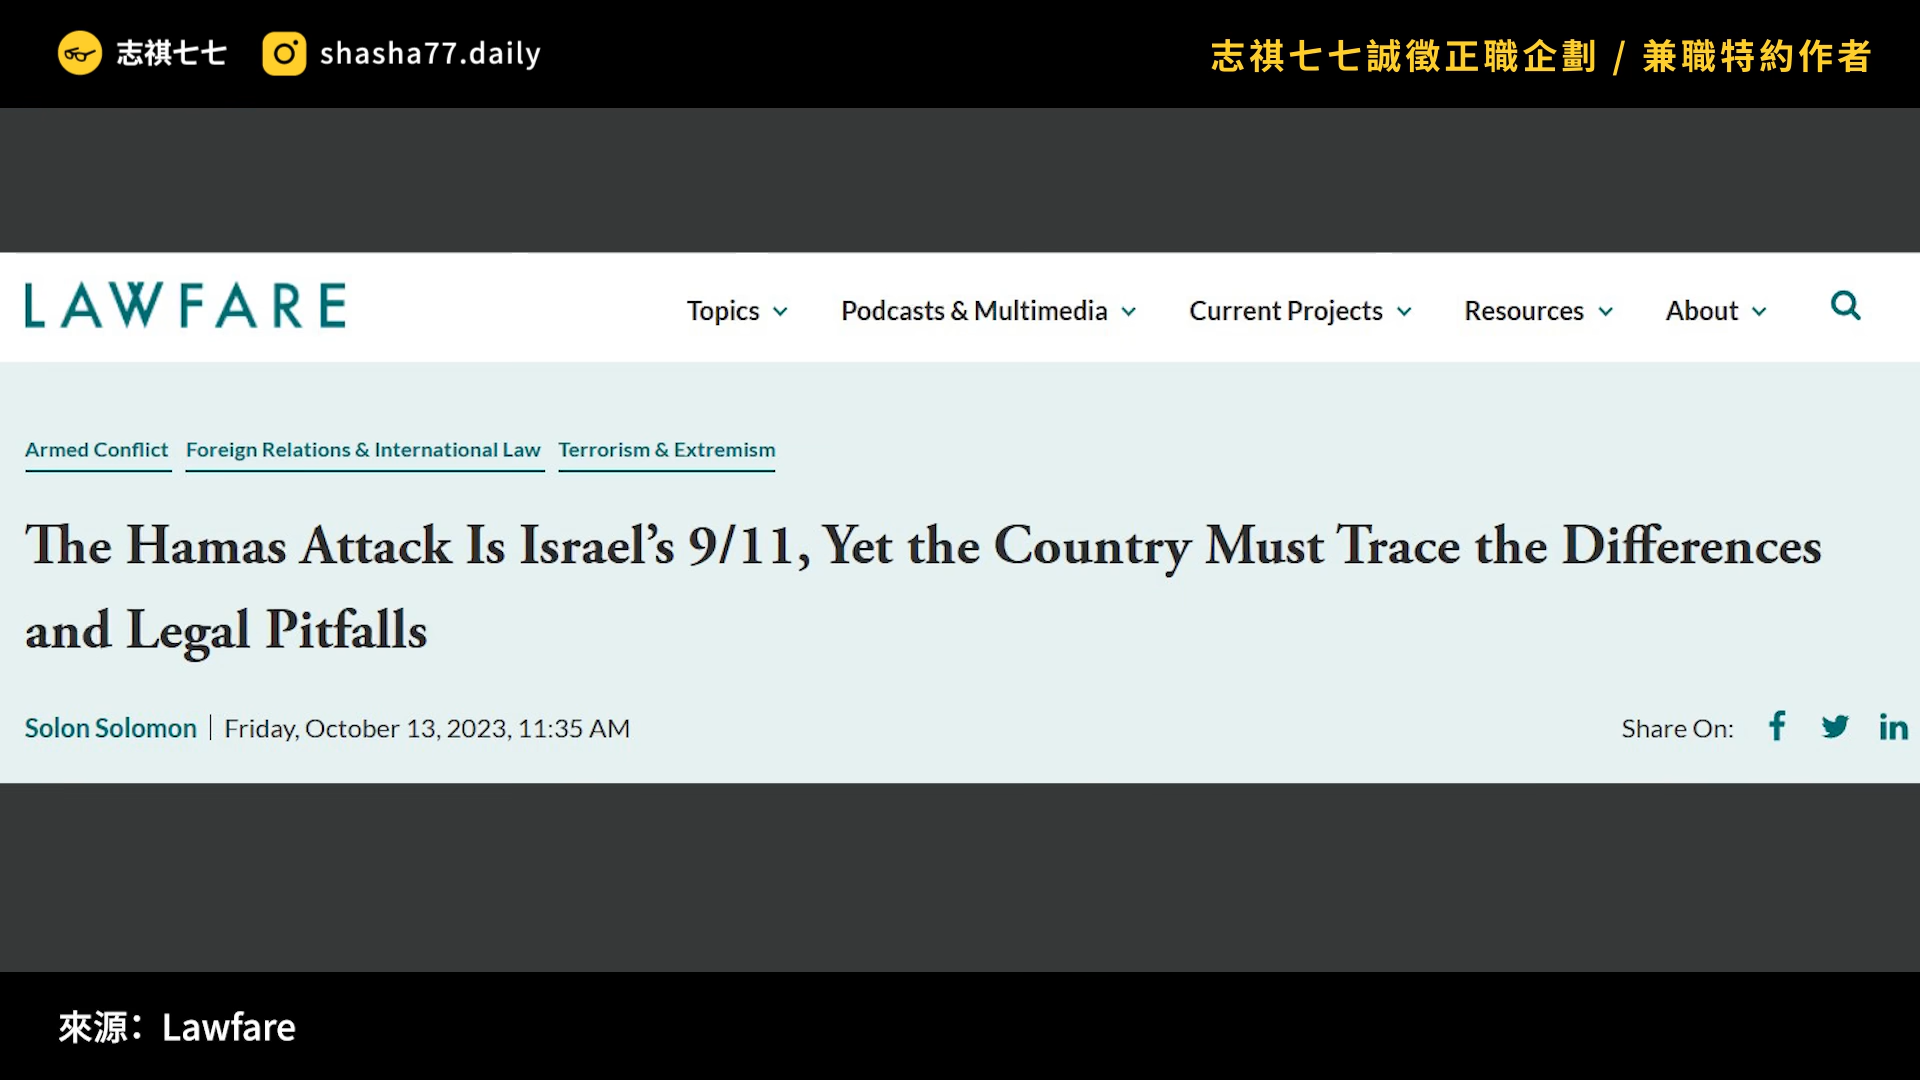 志祺七七 shasha77.daily 志祺七七誠徵正職企劃 / 兼職特約作者
LAWFARE Topics Podcasts & Multimedia Current Projects Resources About
Armed Conflict Foreign Relations & International Law Terrorism & Extremism
The Hamas Attack Is Israel’s 9/11, Yet the Country Must Trace the Differences
and Legal Pitfalls
Solon Solomon | Friday, October 13, 2023, 11:35 AM Share On:
來源：Lawfare